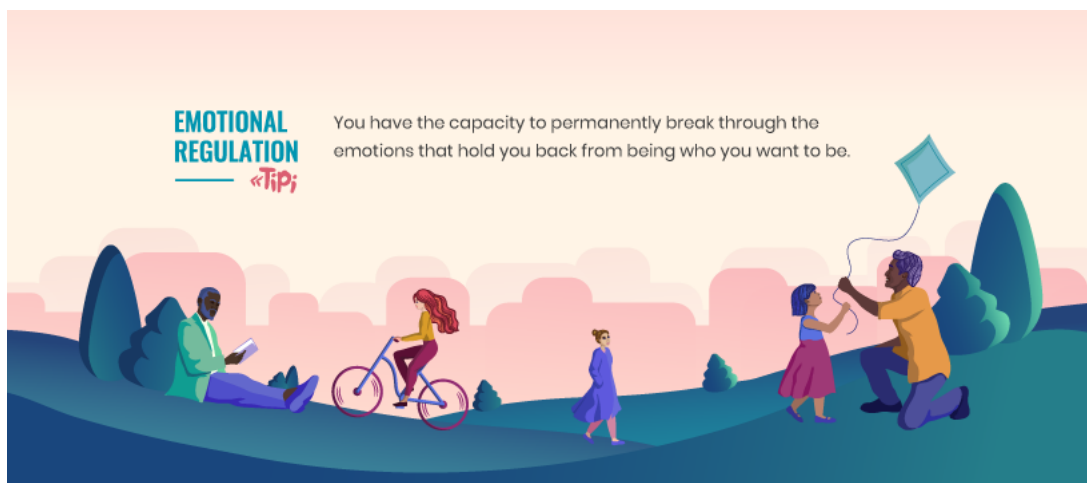 EMOTIONAL
REGULATION
«Tipi
You have the capacity to permanently break through the
emotions that hold you back from being who you want to be.